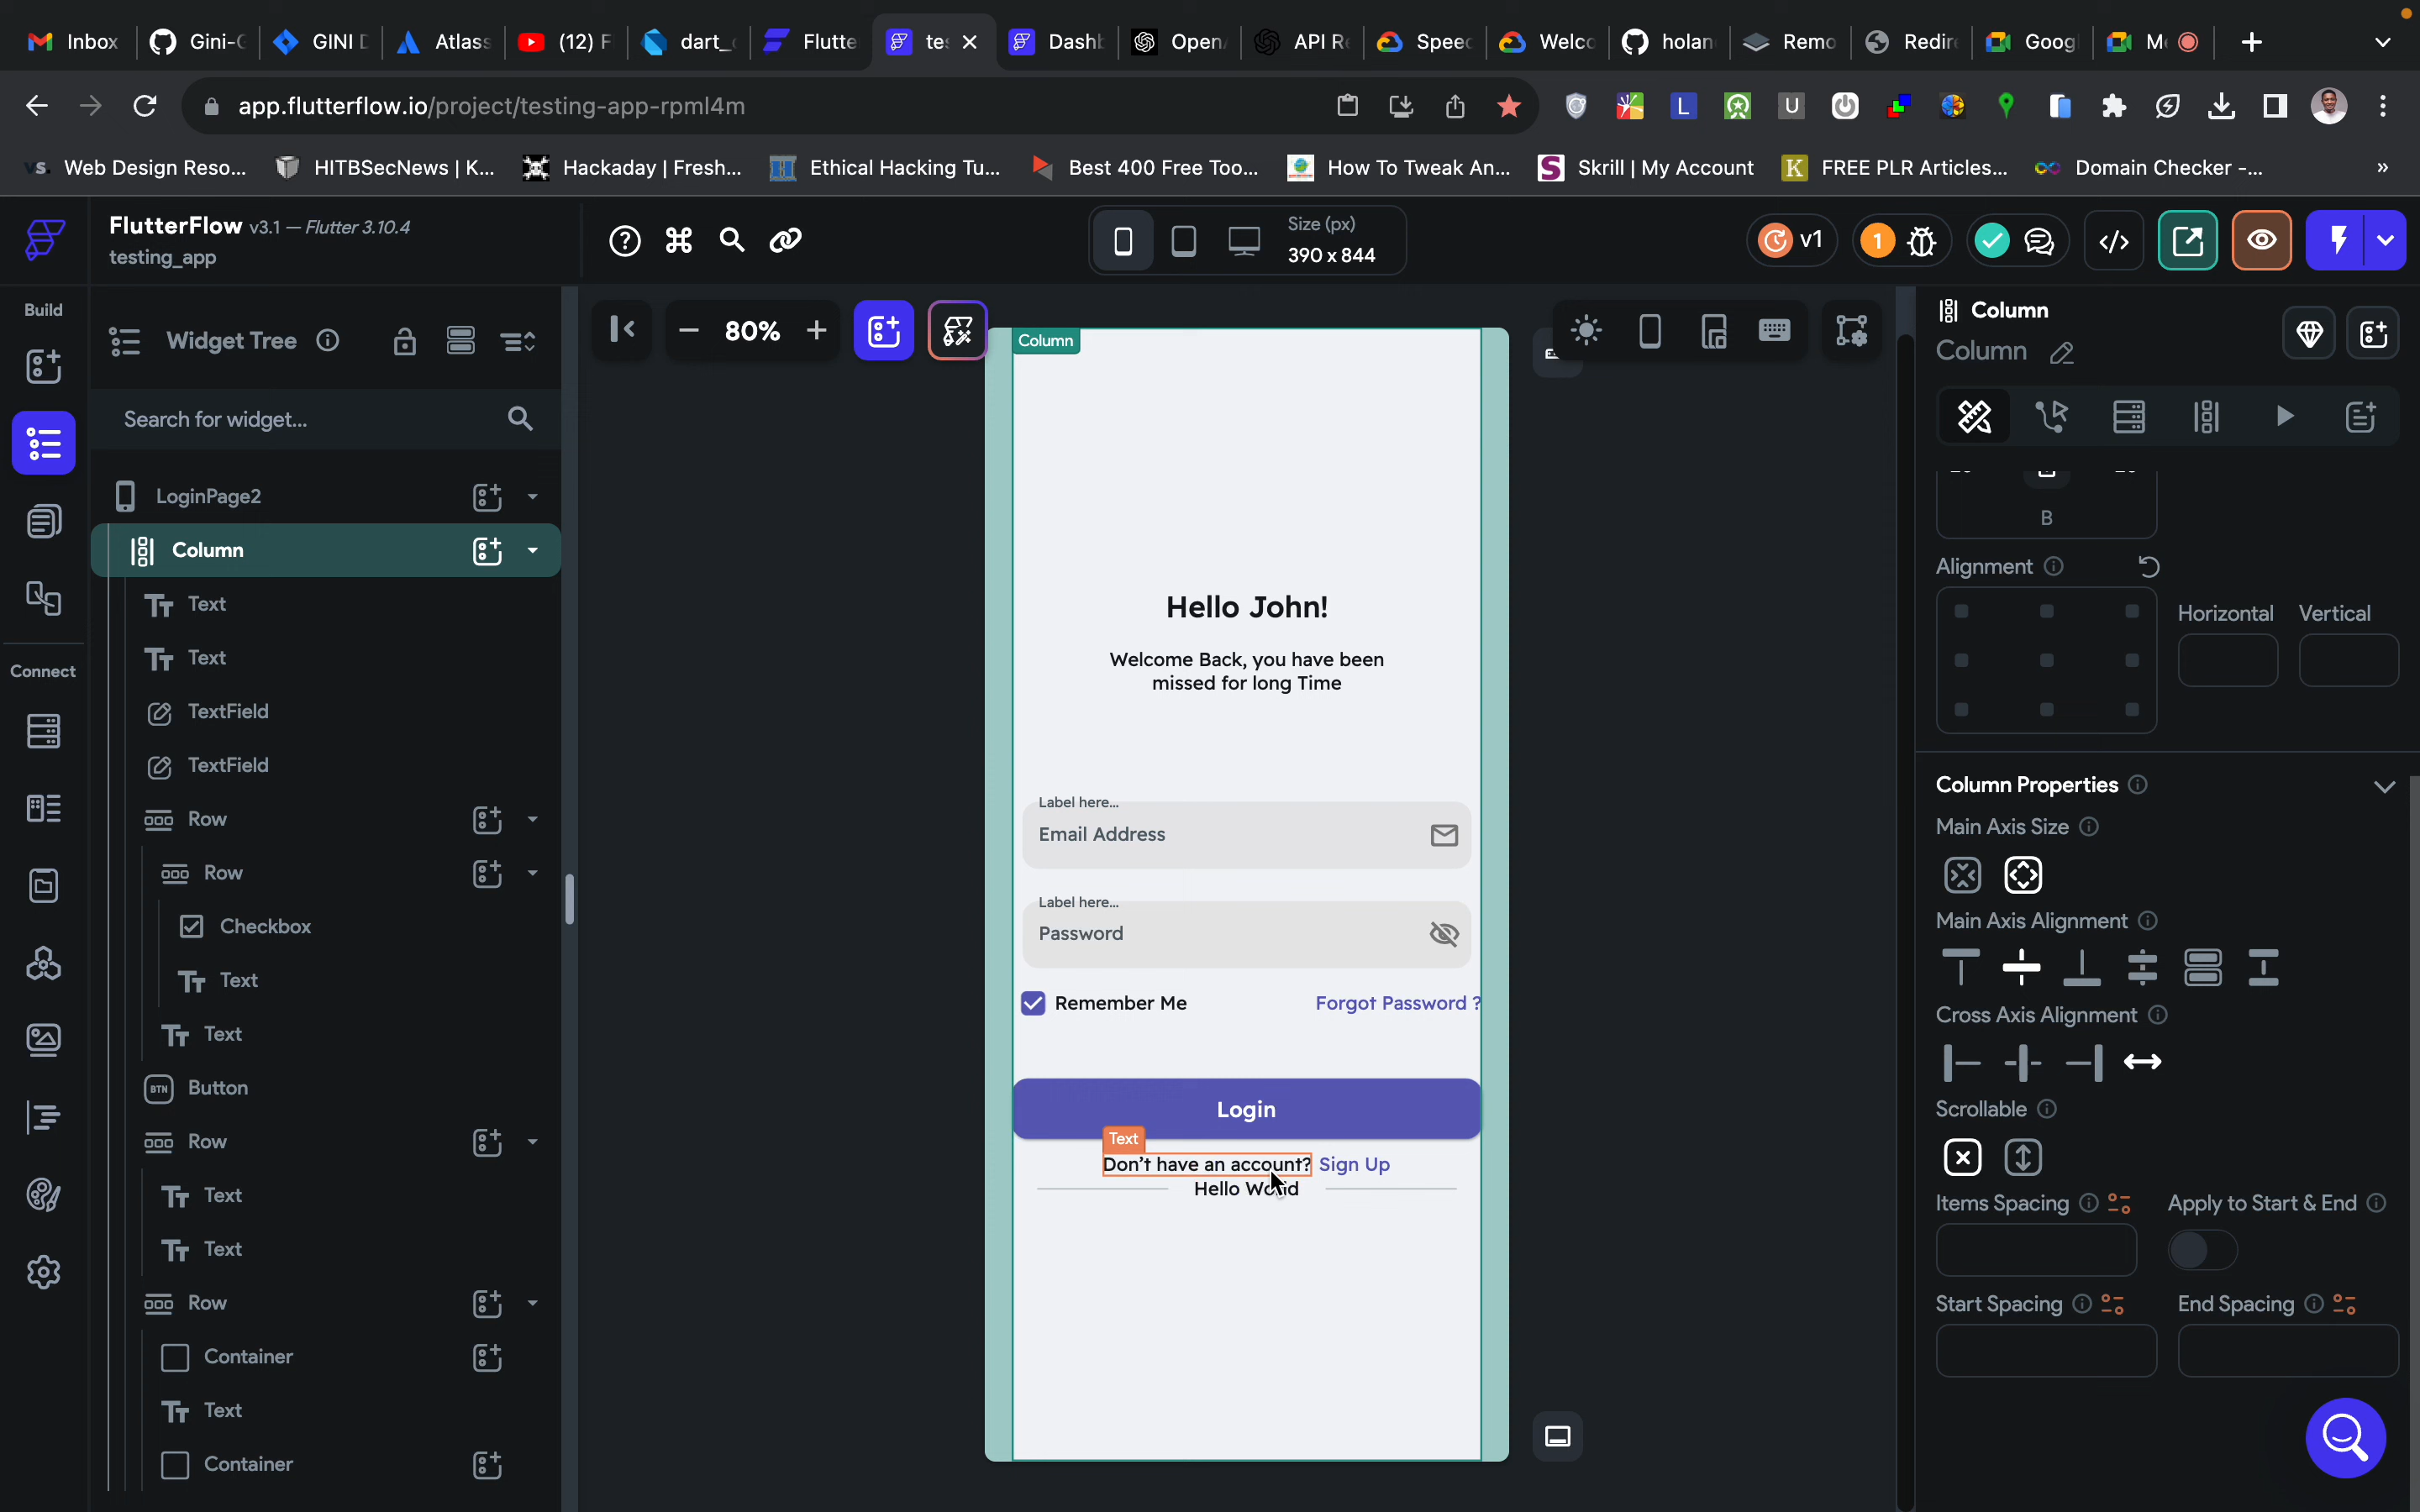 Inbox
Gini-
GINI
Atlass
(12) F
dart_
Flutte
tes
Dashb
Open
API R
Speec
Welco
holan
Remo
Redir
Goog
M
app.flutterflow.io/project/testing-app-rpml4m
L
U
vs. Web Design Reso...
HITBSecNews | K...
Hackaday | Fresh...
Ethical Hacking Tu...
Best 400 Free Too...
How To Tweak An...
S Skrill | My Account
K FREE PLR Articles...
Domain Checker -...
»
FlutterFlow v3.1 — Flutter 3.10.4
testing_app
Size (px)
390 x 844
v1
1
Build
Connect
Widget Tree
Search for widget...
LoginPage2
Column
Text
Text
TextField
TextField
Row
Row
Checkbox
Text
Text
BTN Button
Row
Text
Text
Row
Container
Text
Container
80%
Column
Hello John!
Welcome Back, you have been
missed for long Time
Label here...
Email Address
Label here...
Password
Remember Me
Forgot Password ?
Login
Text
Don't have an account? Sign Up
Column
Column
B
Alignment
Horizontal
Vertical
Column Properties
Main Axis Size
Main Axis Alignment
Cross Axis Alignment
Scrollable
Items Spacing
Apply to Start & End
Start Spacing
End Spacing